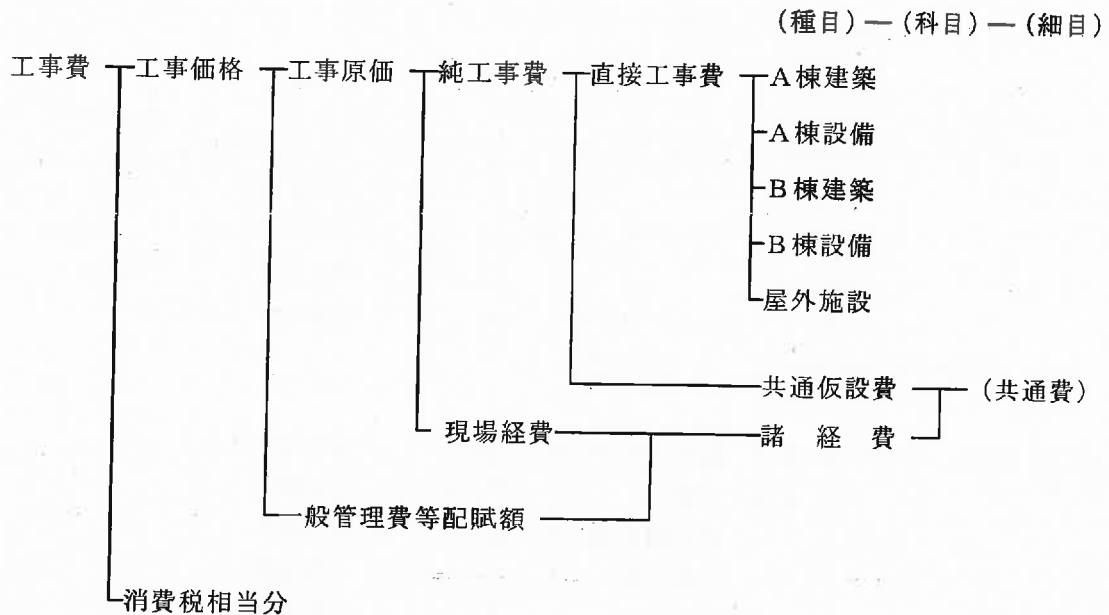 (種目)—(科目)—(細目)
工事費 工事価格 工事原価 純工事費 直接工事費 A棟建築
A棟設備
B棟建築
B棟設備
屋外施設
共通仮設費 (共通費)
現場経費 諸経費
一般管理費等配賦額
消費税相当分